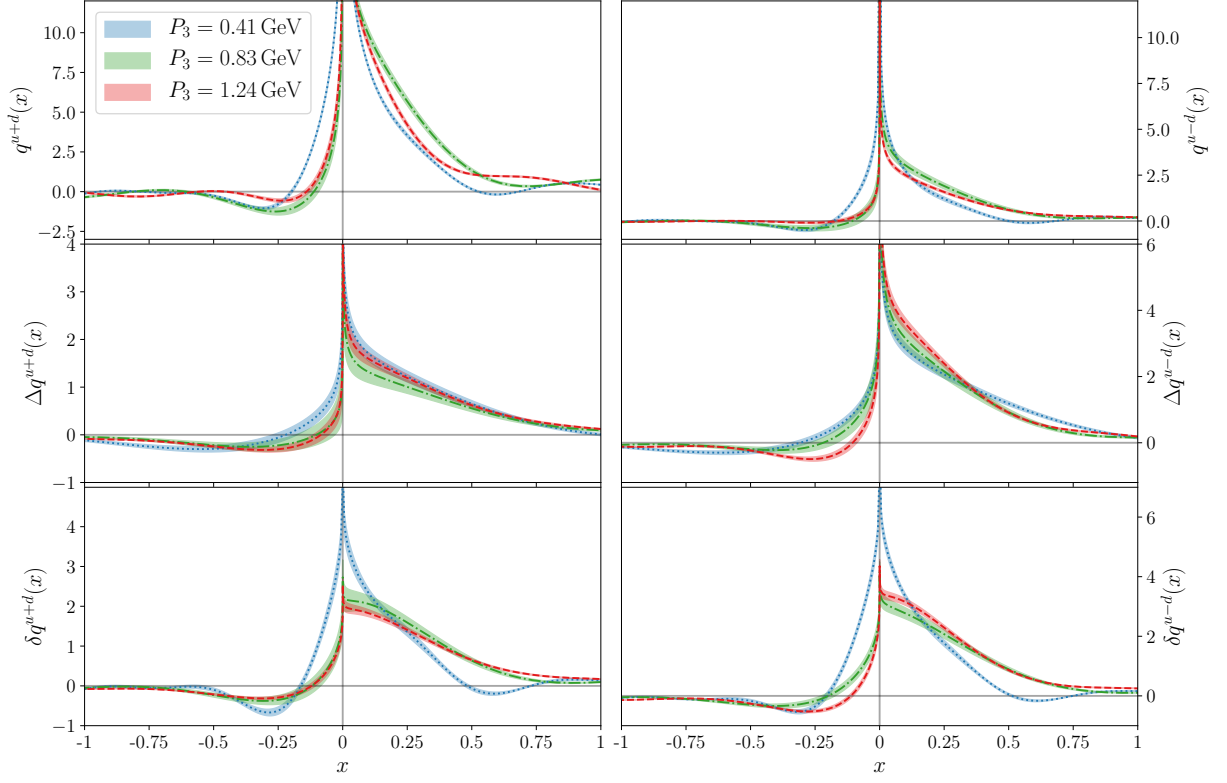 P₃ = 0.41 GeV
P₃ = 0.83 GeV
P₃ = 1.24 GeV
10.0
7.5
5.0
2.5
0.0
−2.5
q^{u+d}(x)
10.0
7.5
5.0
2.5
0.0
q^{u−d}(x)
4
3
2
1
0
−1
Δq^{u+d}(x)
6
4
2
0
Δq^{u−d}(x)
4
3
2
1
0
−1
δq^{u+d}(x)
6
4
2
0
δq^{u−d}(x)
-1 -0.75 -0.5 -0.25 0 0.25 0.5 0.75 1
-1 -0.75 -0.5 -0.25 0 0.25 0.5 0.75 1
x
x